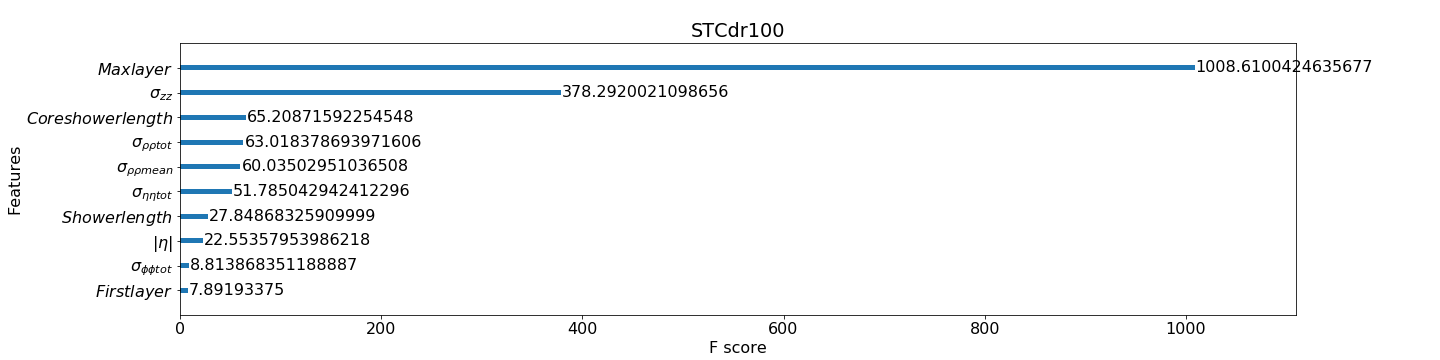 STCdr100
Maxlayer 1008.6100424635677
σzz 378.2920021098656
Coreshowerlength 65.20871592254548
σρρtot 63.018378693971606
σρρmean 60.03502951036508
σηηtot 51.785042942412296
Showerlength 27.84868325909999
|η| 22.55357953986218
σϕϕtot 8.813868351188887
Firstlayer 7.89193375
Features
0 200 400 600 800 1000
F score